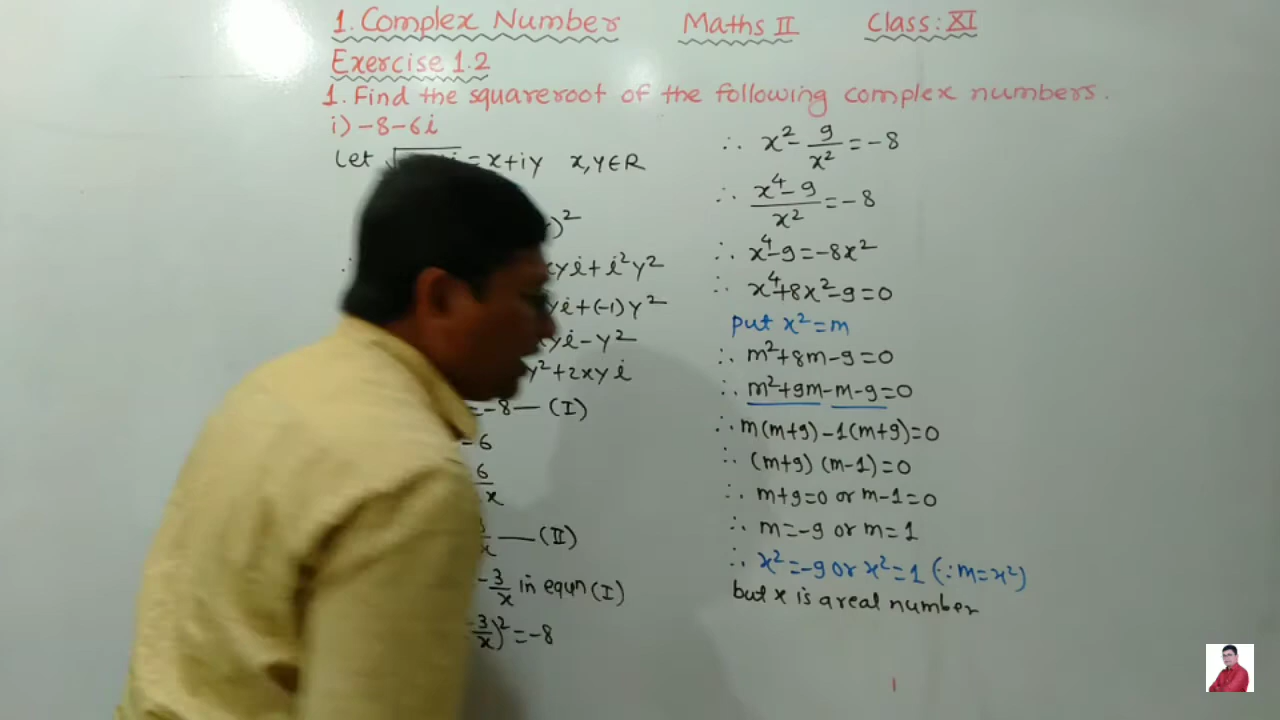 1. Complex Number Maths II Class: XI
Exercise 1.2
1. Find the squareroot of the following complex numbers.
i) -8-6i
Let √ i = x+iy x,y∈R
)²
yi+i²y²
yi+(-1)y²
yi-y²
y²+2xyi
=-8— (I)
-6
6/x
—(II)
-3/x in equn (I)
3/x)²=-8
∴ x²-9/x²=-8
∴ (x⁴-9)/x²=-8
∴ x⁴-9=-8x²
∴ x⁴+8x²-9=0
put x²=m
∴ m²+8m-9=0
∴ m²+9m-m-9=0
∴ m(m+9)-1(m+9)=0
∴ (m+9) (m-1)=0
∴ m+9=0 or m-1=0
∴ m=-9 or m=1
∴ x²=-9 or x²=1 (∵m=x²)
but x is a real number